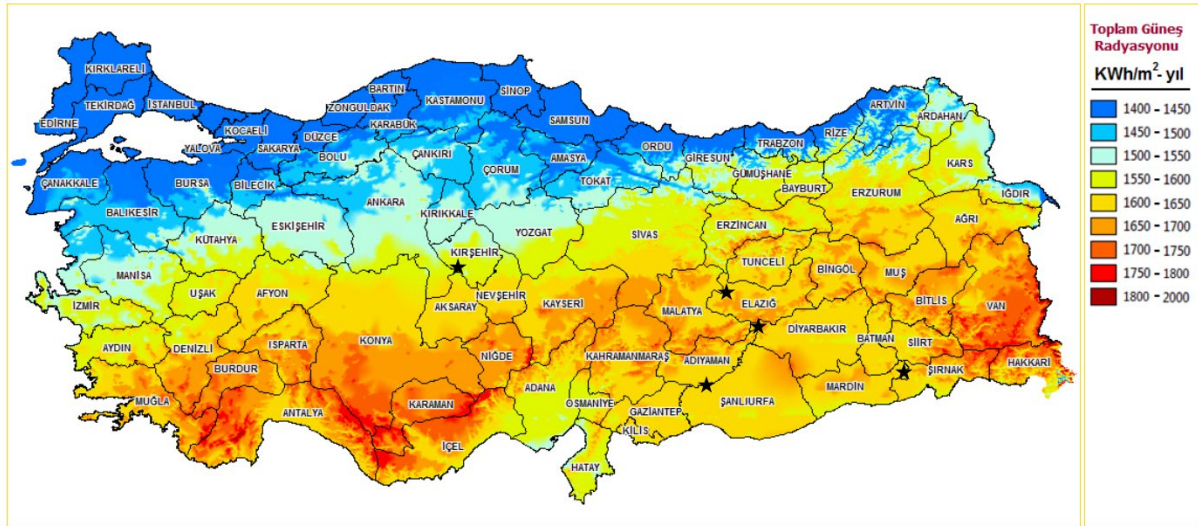 KIRKLARELİ
TEKİRDAĞ
İSTANBUL
EDİRNE
KOCAELİ
YALOVA
SAKARYA
DÜZCE
ZONGULDAK
BARTIN
KARABÜK
KASTAMONU
SİNOP
SAMSUN
BOLU
ÇANKIRI
ÇORUM
AMASYA
TOKAT
ORDU
GİRESUN
TRABZON
RİZE
ARTVİN
ARDAHAN
KARS
GÜMÜŞHANE
BAYBURT
ERZURUM
IĞDIR
AĞRI
ÇANAKKALE
BURSA
BİLECİK
BALIKEŞİR
ESKİŞEHİR
ANKARA
KIRIKKALE
YOZGAT
SİVAS
ERZİNCAN
KÜTAHYA
KIRŞEHİR
TUNCELİ
BİNGÖL
MUŞ
MANİSA
UŞAK
AFYON
İZMİR
AKSARAY
NEVŞEHİR
KAYSERİ
MALATYA
ELAZIĞ
BİTLİS
VAN
AYDIN
DENİZLİ
ISPARTA
KONYA
NİĞDE
KAHRAMANMARAŞ
ADIYAMAN
DİYARBAKIR
BATMAN
SİİRT
ŞIRNAK
HAKKARİ
BURDUR
MUĞLA
ANTALYA
KARAMAN
ADANA
OSMANİYE
GAZİANTEP
ŞANLIURFA
MARDİN
KİLİS
İÇEL
HATAY
Toplam Güneş
Radyasyonu
KWh/m²- yıl
1400 - 1450
1450 - 1500
1500 - 1550
1550 - 1600
1600 - 1650
1650 - 1700
1700 - 1750
1750 - 1800
1800 - 2000